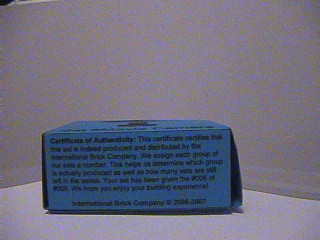 Certificate of Authenticity: This certificate certifies that
this set is indeed produced and distributed by the
International Brick Company. We assign each group of
our sets a number. This helps us determine which group
is actually produced as well as how many sets are still
left in the series. Your set has been given the #006 of
#009. We hope you enjoy your building experience!
International Brick Company © 2006-2007